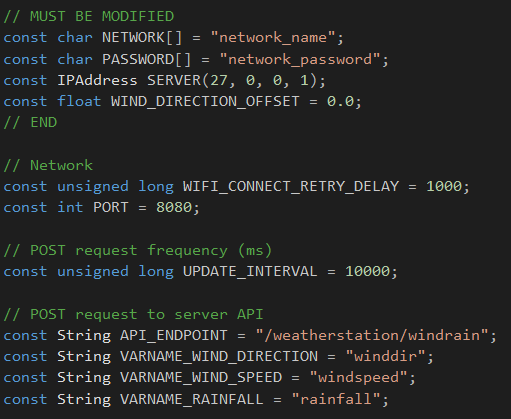 // MUST BE MODIFIED
const char NETWORK[] = "network_name";
const char PASSWORD[] = "network_password";
const IPAddress SERVER(27, 0, 0, 1);
const float WIND_DIRECTION_OFFSET = 0.0;
// END
// Network
const unsigned long WIFI_CONNECT_RETRY_DELAY = 1000;
const int PORT = 8080;
// POST request frequency (ms)
const unsigned long UPDATE_INTERVAL = 10000;
// POST request to server API
const String API_ENDPOINT = "/weatherstation/windrain";
const String VARNAME_WIND_DIRECTION = "winddir";
const String VARNAME_WIND_SPEED = "windspeed";
const String VARNAME_RAINFALL = "rainfall";